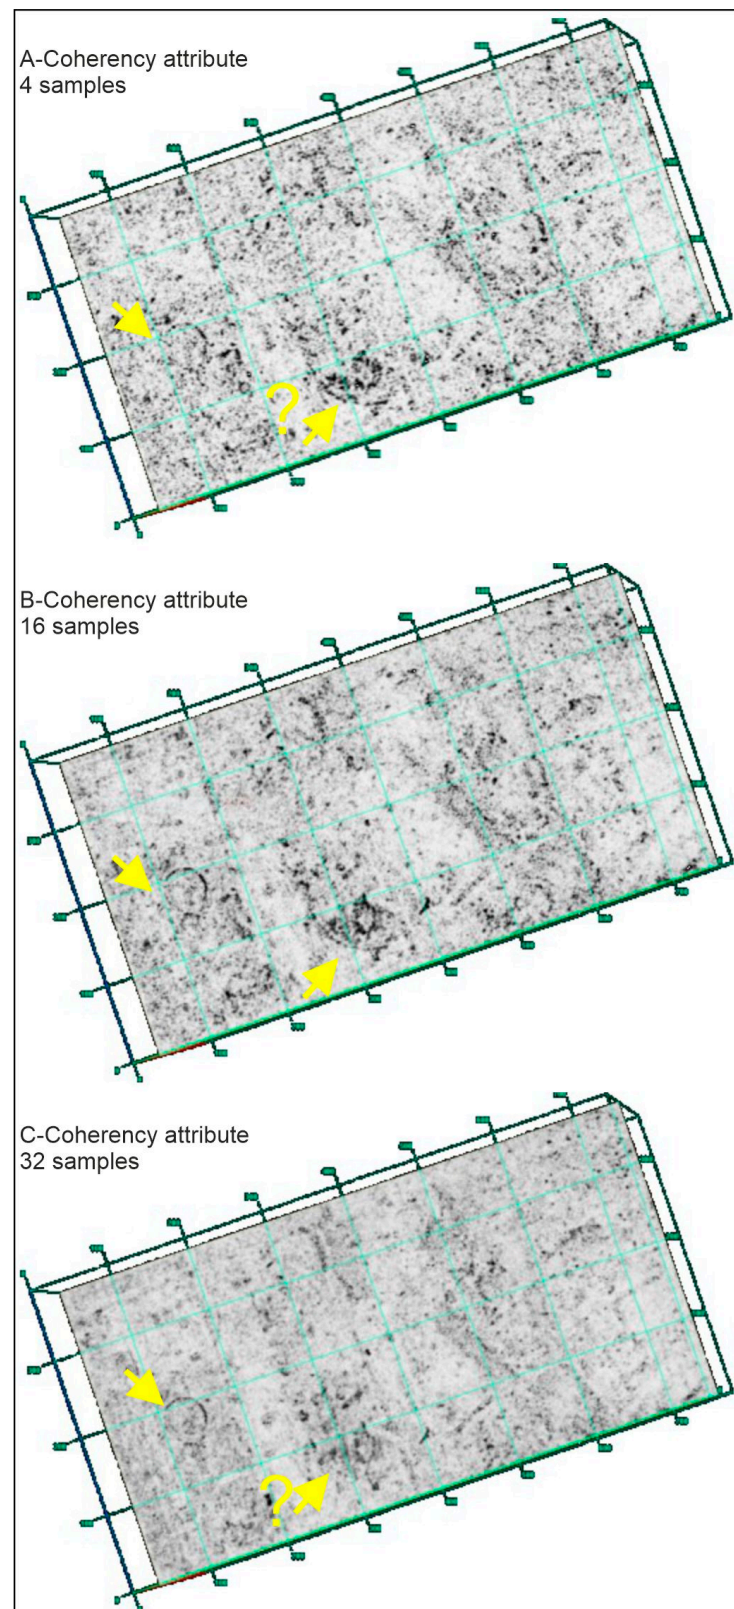 A-Coherency attribute
4 samples
?
B-Coherency attribute
16 samples
C-Coherency attribute
32 samples
?